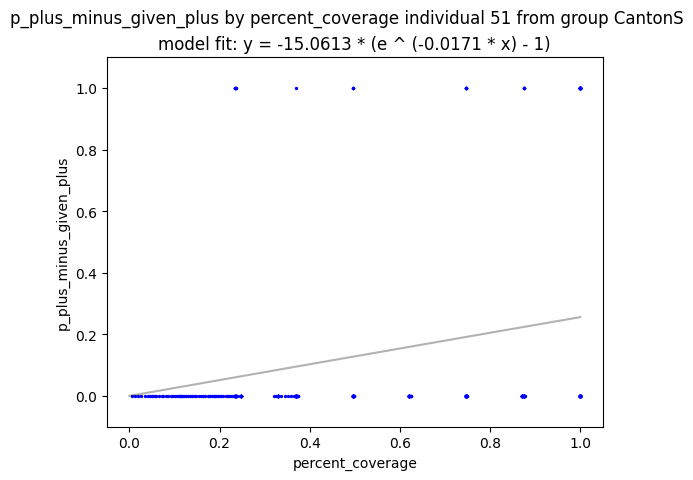 p_plus_minus_given_plus by percent_coverage individual 51 from group CantonS
model fit: y = -15.0613 * (e ^ (-0.0171 * x) - 1)
1.0
0.8
0.6
0.4
0.2
0.0
p_plus_minus_given_plus
0.0 0.2 0.4 0.6 0.8 1.0
percent_coverage